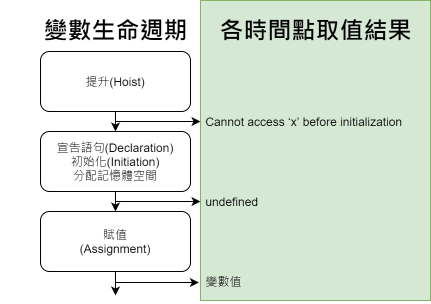 變數生命週期
各時間點取值結果
提升(Hoist)
Cannot access ‘x’ before initialization
宣告語句(Declaration)
初始化(Initiation)
分配記憶體空間
undefined
賦值
(Assignment)
變數值